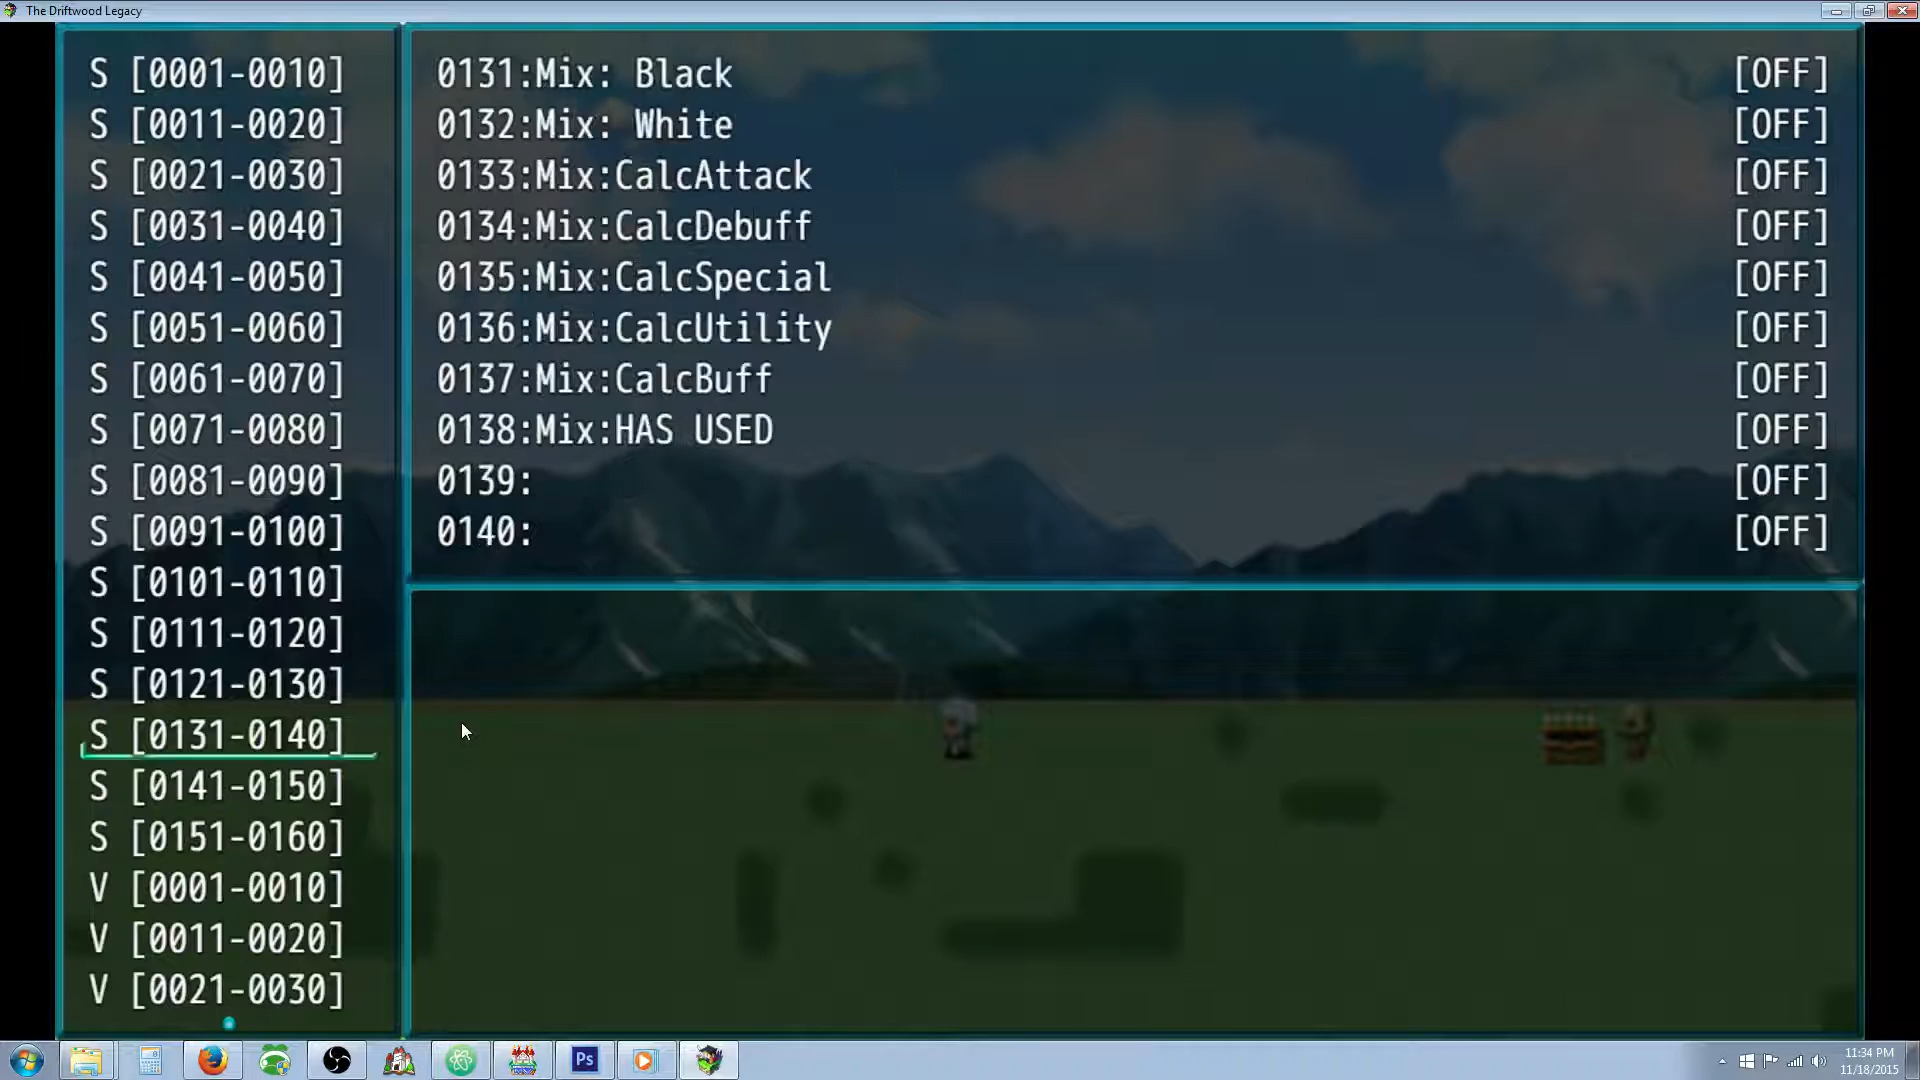 The Driftwood Legacy
S [0001-0010]
S [0011-0020]
S [0021-0030]
S [0031-0040]
S [0041-0050]
S [0051-0060]
S [0061-0070]
S [0071-0080]
S [0081-0090]
S [0091-0100]
S [0101-0110]
S [0111-0120]
S [0121-0130]
S [0131-0140]
S [0141-0150]
S [0151-0160]
V [0001-0010]
V [0011-0020]
V [0021-0030]
0131:Mix: Black [OFF]
0132:Mix: White [OFF]
0133:Mix:CalcAttack [OFF]
0134:Mix:CalcDebuff [OFF]
0135:Mix:CalcSpecial [OFF]
0136:Mix:CalcUtility [OFF]
0137:Mix:CalcBuff [OFF]
0138:Mix:HAS USED [OFF]
0139: [OFF]
0140: [OFF]
Ps
11:34 PM
11/18/2015